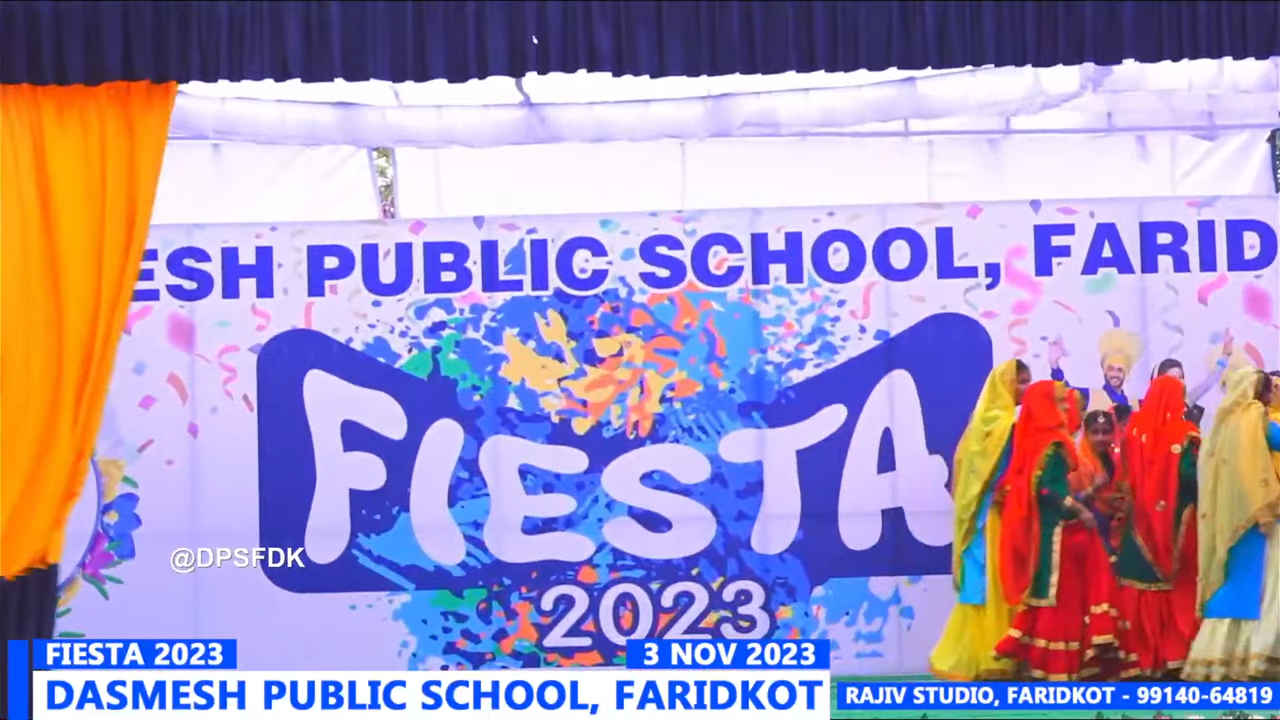 ESH PUBLIC SCHOOL, FARID
FIESTA
2023
@DPSFDK
FIESTA 2023
3 NOV 2023
DASMESH PUBLIC SCHOOL, FARIDKOT
RAJIV STUDIO, FARIDKOT - 99140-64819